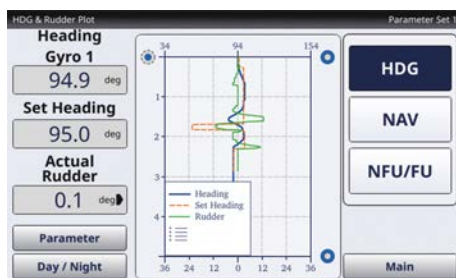 HDG & Rudder Plot
Parameter Set 1
Heading
Gyro 1
94.9 deg
Set Heading
95.0 deg
Actual
Rudder
0.1 deg
Parameter
Day / Night
34 94 154
1
2
3
4
Heading
Set Heading
Rudder
36 24 12 0 12 24 36
HDG
NAV
NFU/FU
Main